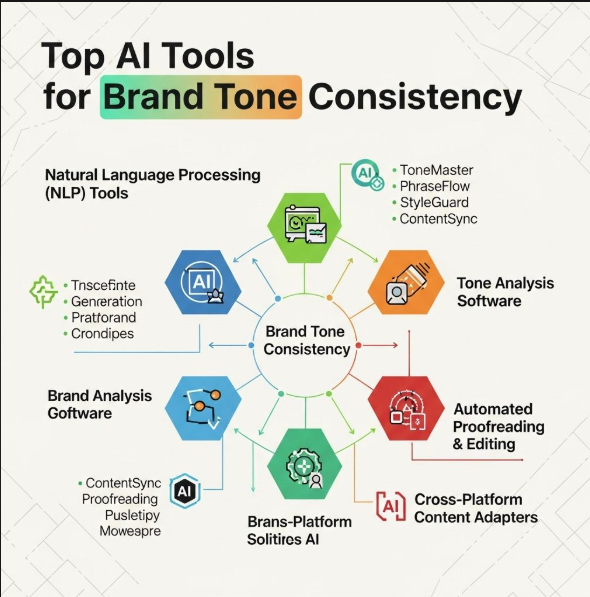 Top AI Tools
for Brand Tone Consistency
Natural Language Processing
(NLP) Tools
AI
• ToneMaster
• PhraseFlow
• StyleGuard
• ContentSync
AI
• Tnscefinte
• Genreration
• Pratforand
• Crondipes
Tone Analysis
Software
Brand Tone
Consistency
Brand Analysis
Goftware
Automated
Proofreading
& Editing
• ContentSync
Proofreading
Pusletipy
Mowespre
AI
Brans-Platform
Solitires AI
AI
Cross-Platform
Content Adapters